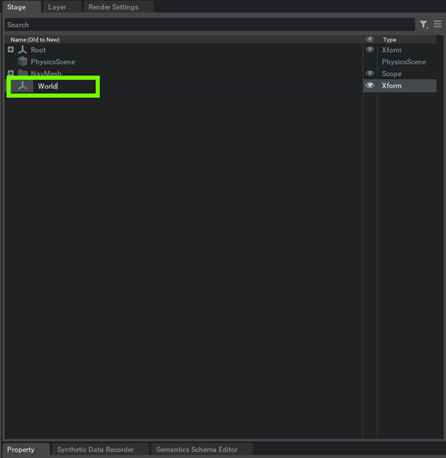 Stage Layer Render Settings
Search
Name (Old to New) Type
Root Xform
PhysicsScene PhysicsScene
NavMesh Scope
World Xform
Property Synthetic Data Recorder Semantics Schema Editor